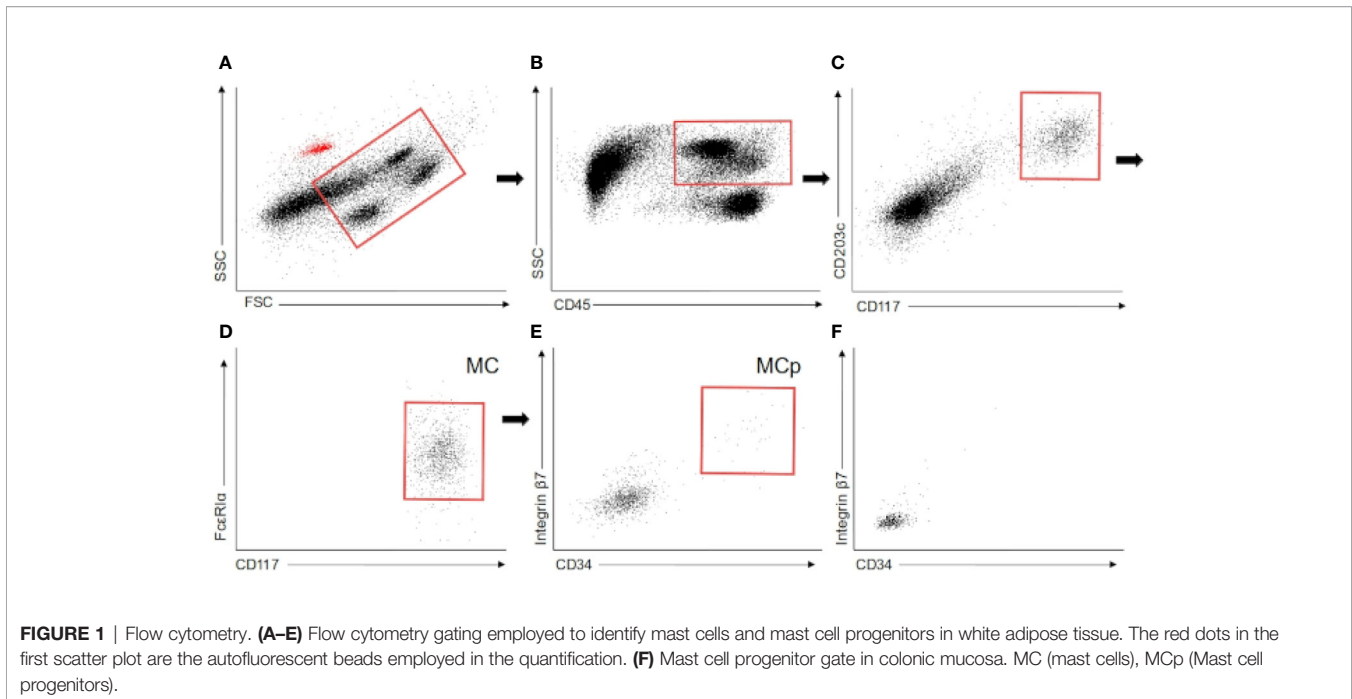 A
B
C
SSC
FSC
SSC
CD45
CD203c
CD117
D
E
F
MC
MCp
FcεRIα
CD117
Integrin β7
CD34
Integrin β7
CD34
FIGURE 1 | Flow cytometry. (A–E) Flow cytometry gating employed to identify mast cells and mast cell progenitors in white adipose tissue. The red dots in the
first scatter plot are the autofluorescent beads employed in the quantification. (F) Mast cell progenitor gate in colonic mucosa. MC (mast cells), MCp (Mast cell
progenitors).